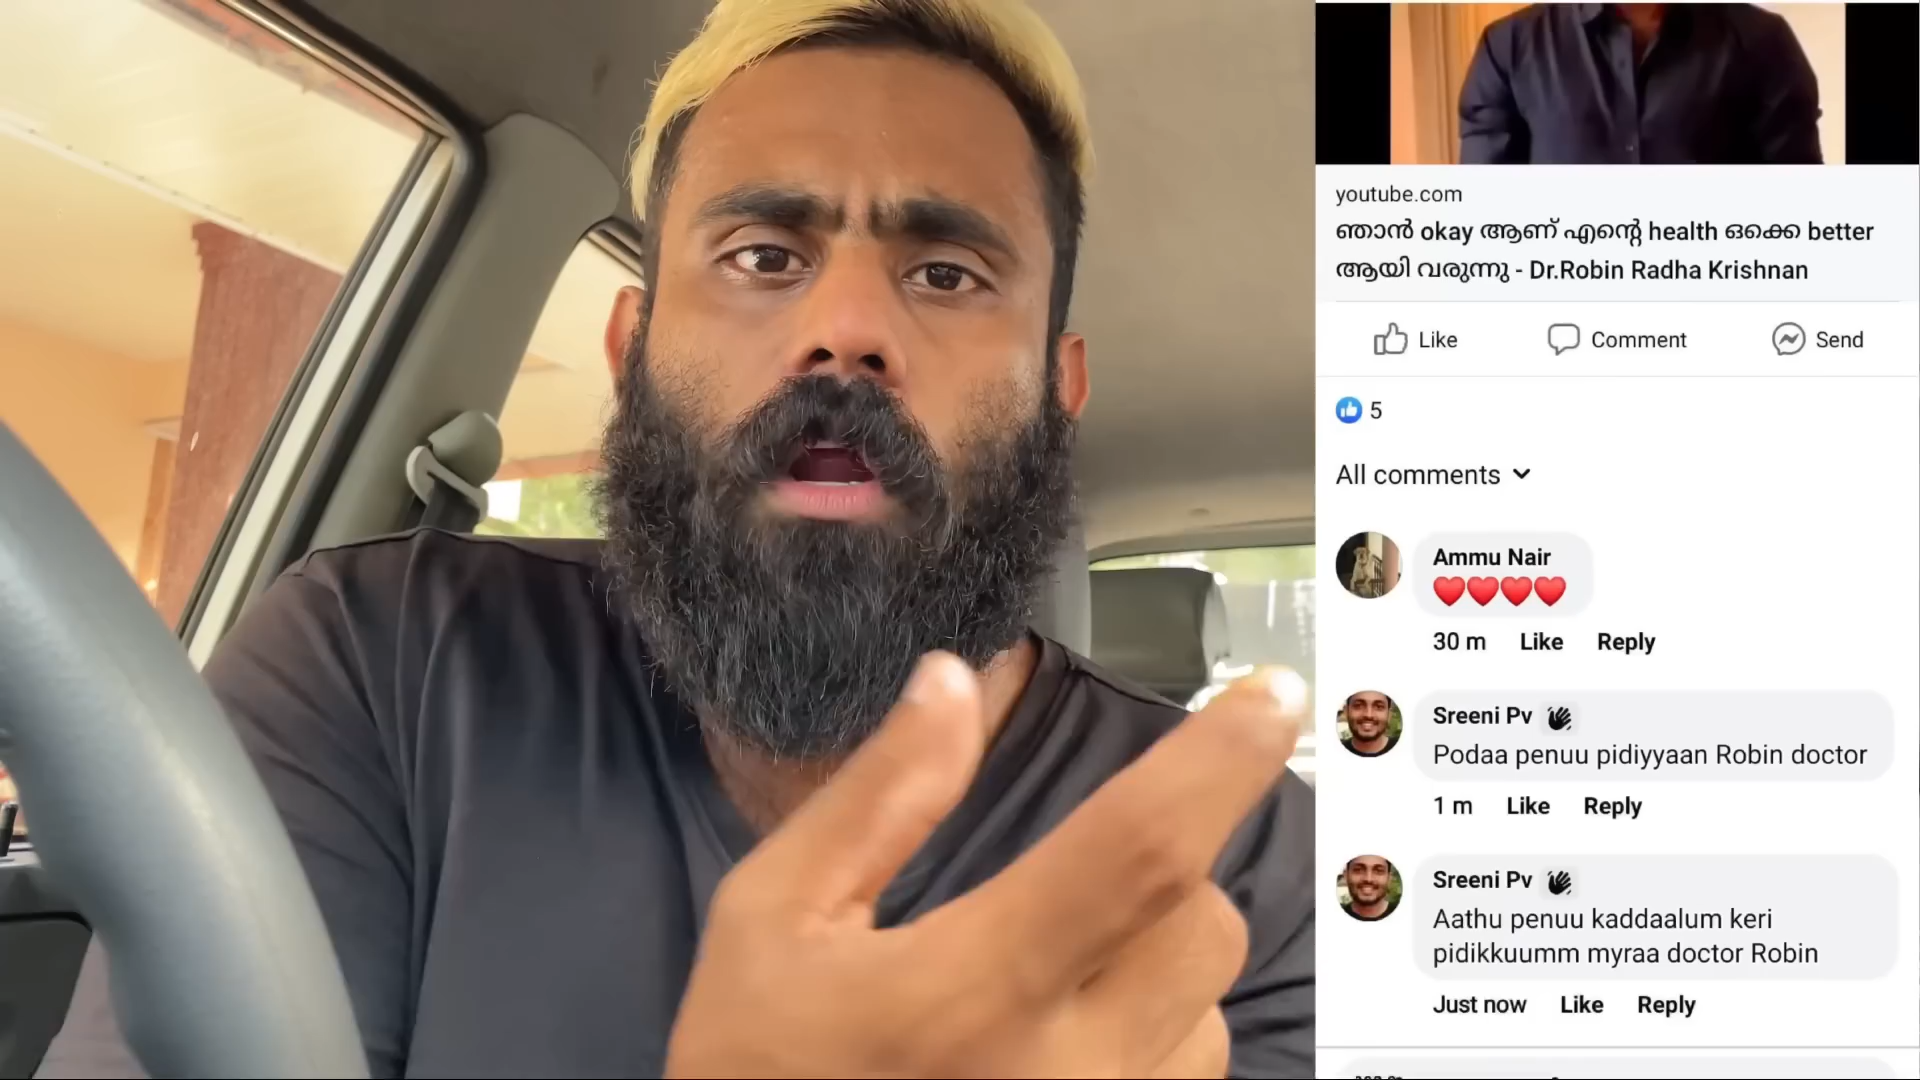 youtube.com
ഞാൻ okay ആണ് എന്റെ health ഒക്കെ better
ആയി വരുന്നു - Dr.Robin Radha Krishnan
Like
Comment
Send
5
All comments
Ammu Nair
30 m Like Reply
Sreeni Pv
Podaa penuu pidiyyaan Robin doctor
1 m Like Reply
Sreeni Pv
Aathu penuu kaddaalum keri
pidikkuumm myraa doctor Robin
Just now Like Reply